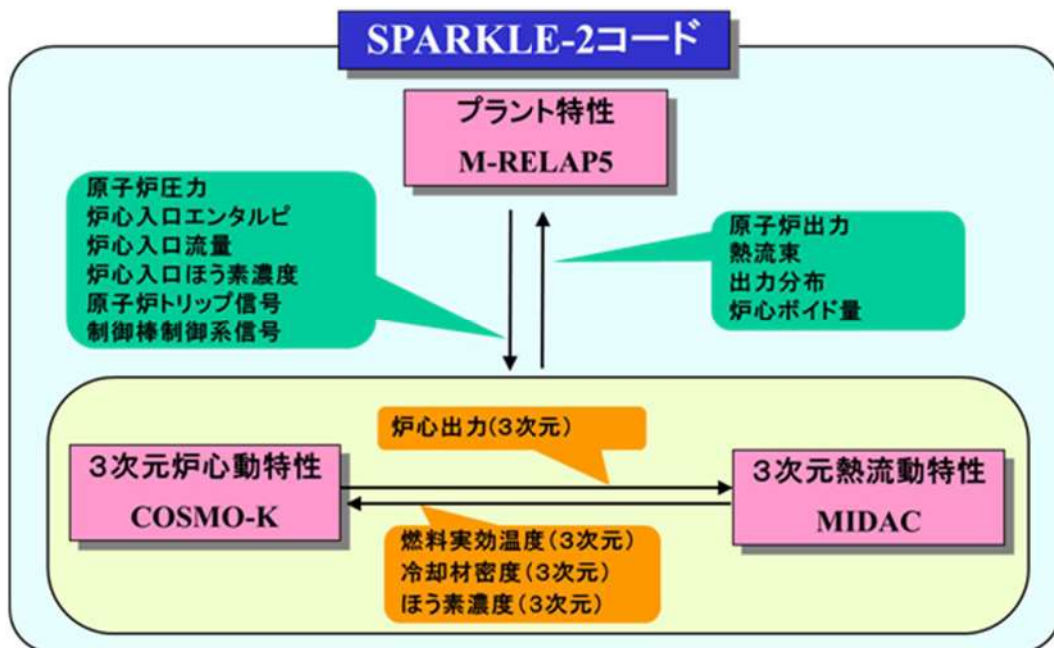 SPARKLE-2コード
プラント特性
M-RELAP5
原子炉圧力
炉心入口エンタルピ
炉心入口流量
炉心入口ほう素濃度
原子炉トリップ信号
制御棒制御系信号
原子炉出力
熱流束
出力分布
炉心ボイド量
炉心出力(3次元)
3次元炉心動特性
COSMO-K
3次元熱流動特性
MIDAC
燃料実効温度(3次元)
冷却材密度(3次元)
ほう素濃度(3次元)